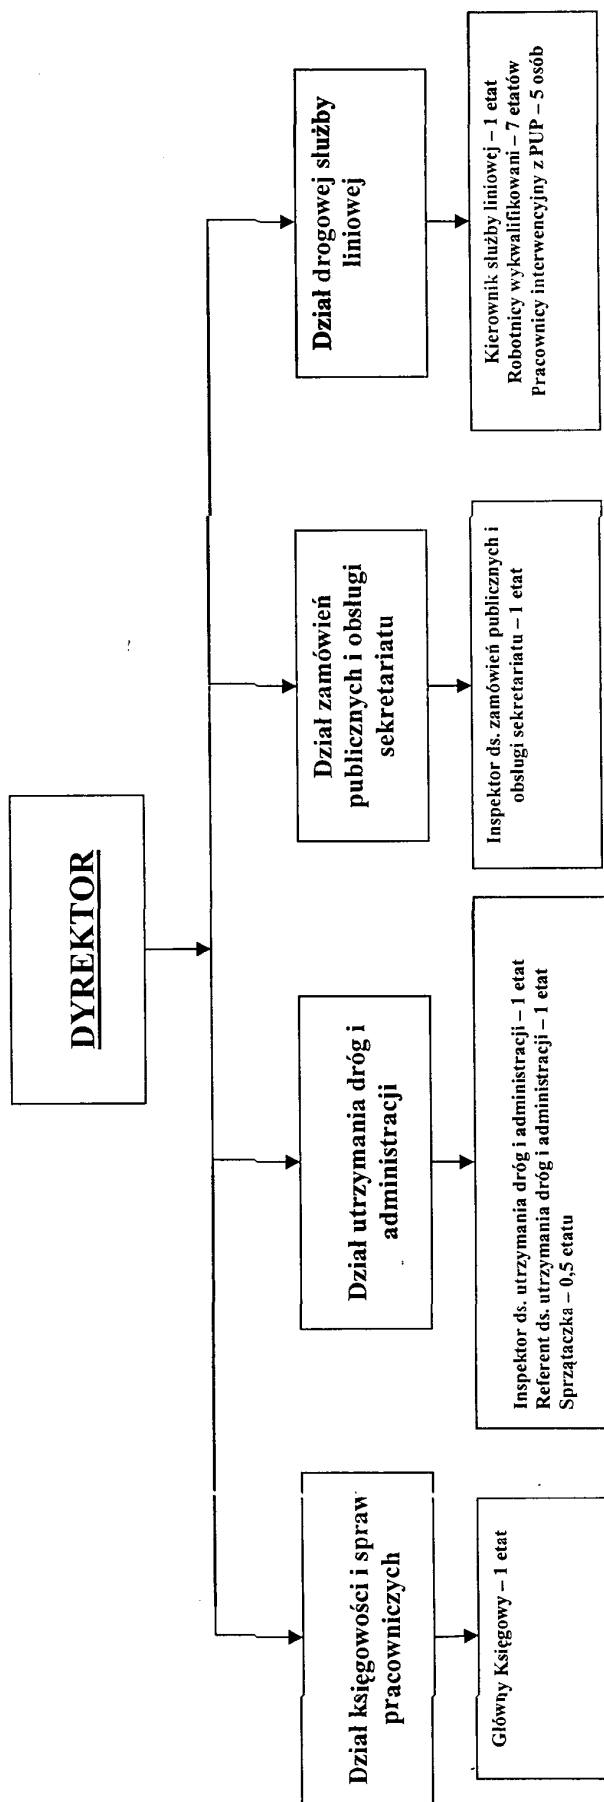 DYREKTOR
Dział księgowości i spraw
pracowniczych
Dział utrzymania dróg i
administracji
Dział zamówień
publicznych i obsługi
sekretariatu
Dział drogowej służby
liniowej
Główny Księgowy – 1 etat
Inspektor ds. utrzymania dróg i administracji – 1 etat
Referent ds. utrzymania dróg i administracji – 1 etat
Sprzątaczka – 0,5 etatu
Inspektor ds. zamówień publicznych i
obsługi sekretariatu – 1 etat
Kierownik służby liniowej – 1 etat
Robotnicy wykwalifikowani – 7 etatów
Pracownicy interwencyjny z PUP – 5 osób